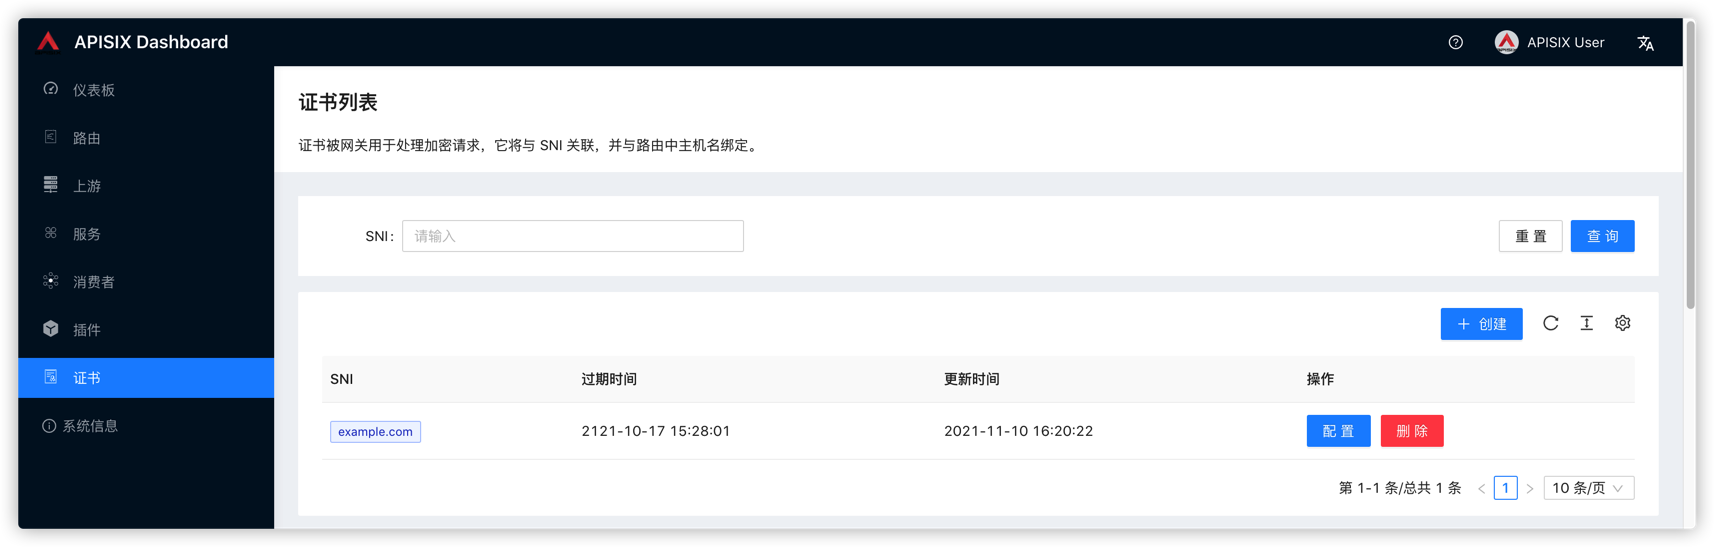 APISIX Dashboard
APISIX User
仪表板
路由
上游
服务
消费者
插件
证书
系统信息
证书列表
证书被网关用于处理加密请求，它将与 SNI 关联，并与路由中主机名绑定。
SNI: 请输入
重 置 查 询
+ 创建
SNI 过期时间 更新时间 操作
example.com 2121-10-17 15:28:01 2021-11-10 16:20:22 配 置 删 除
第 1-1 条/总共 1 条 < 1 > 10 条/页